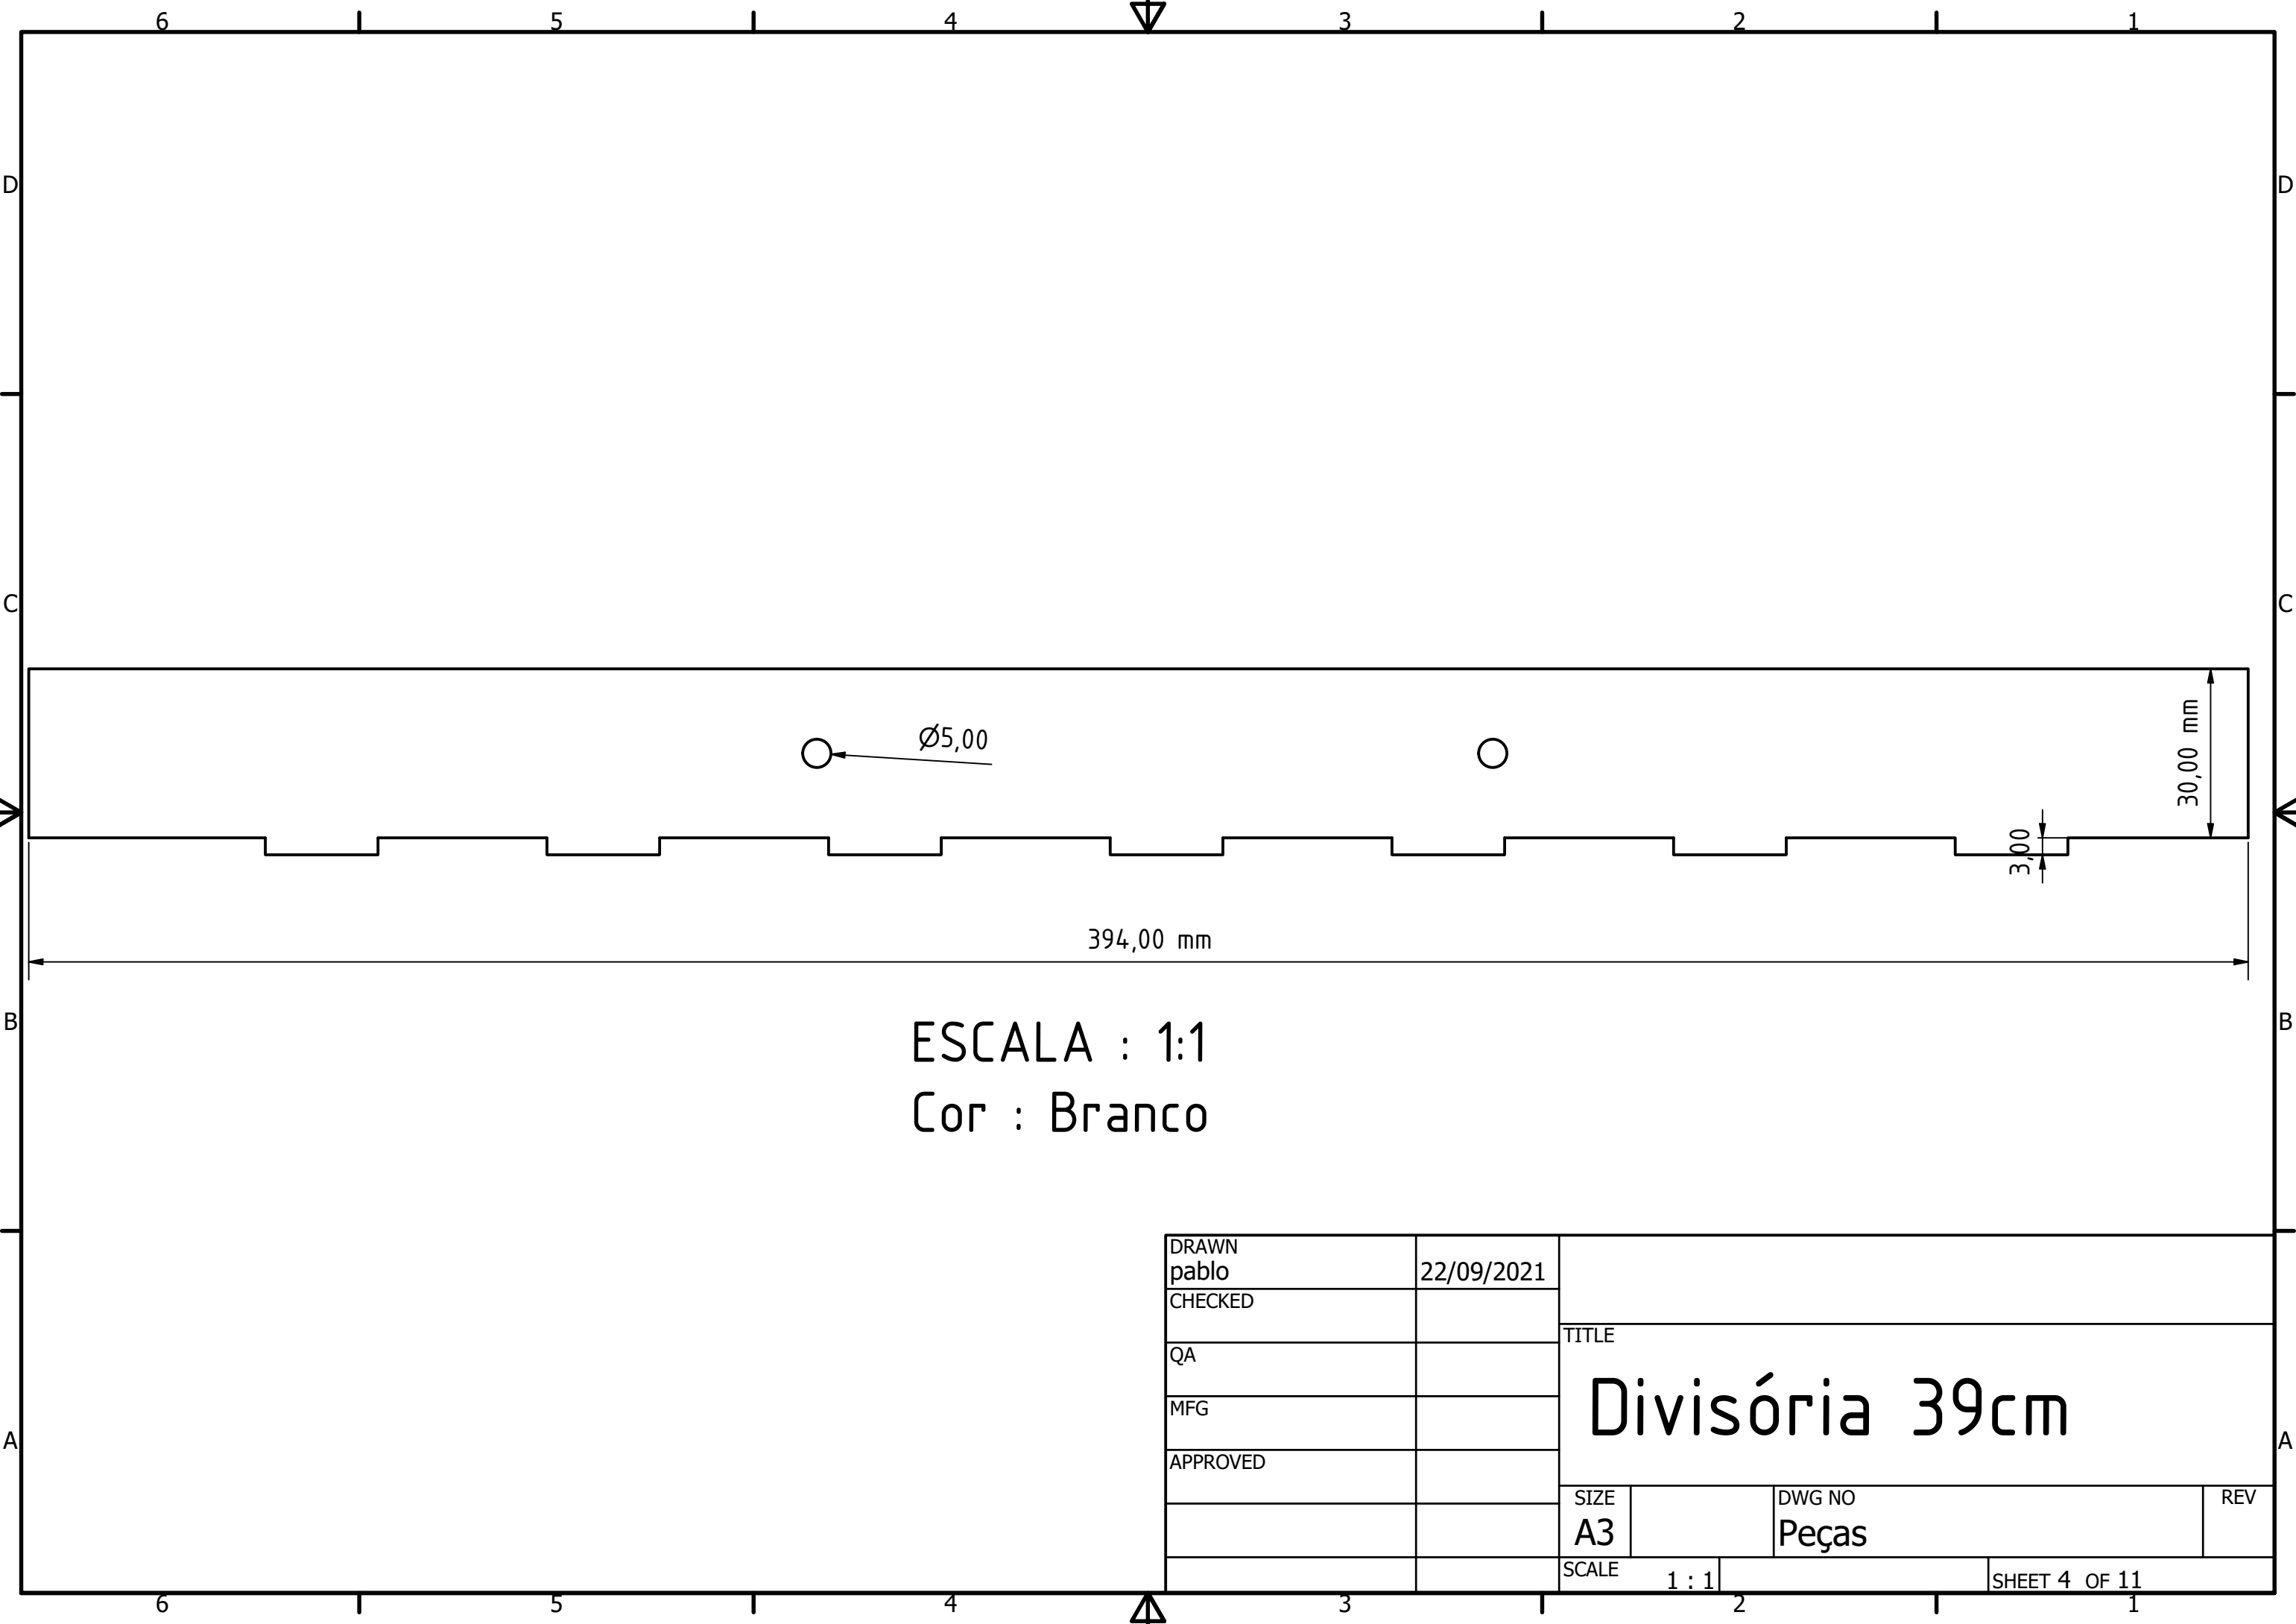 6 5 4 3 2 1
D D
C C
Ø5,00
30,00 mm
3,00
394,00 mm
B B
ESCALA : 1:1
Cor : Branco
DRAWN
pablo 22/09/2021
CHECKED
QA
MFG
APPROVED
TITLE
Divisória 39cm
A A
SIZE DWG NO REV
A3 Peças
SCALE 1 : 1 SHEET 4 OF 11
6 5 4 3 2 1